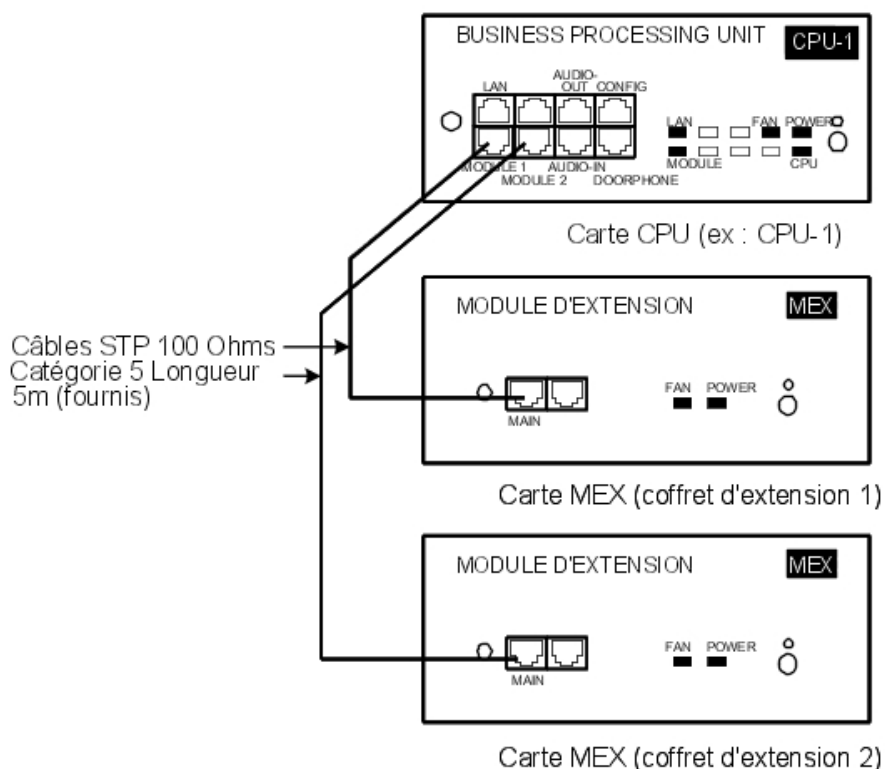 BUSINESS PROCESSING UNIT CPU-1
AUDIO-
LAN OUT CONFIG
LAN FAN POWER
MODULE 1 AUDIO-IN
MODULE 2 DOORPHONE
MODULE CPU
Carte CPU (ex : CPU-1)
MODULE D'EXTENSION MEX
FAN POWER
MAIN
Carte MEX (coffret d'extension 1)
Câbles STP 100 Ohms
Catégorie 5 Longueur
5m (fournis)
MODULE D'EXTENSION MEX
FAN POWER
MAIN
Carte MEX (coffret d'extension 2)